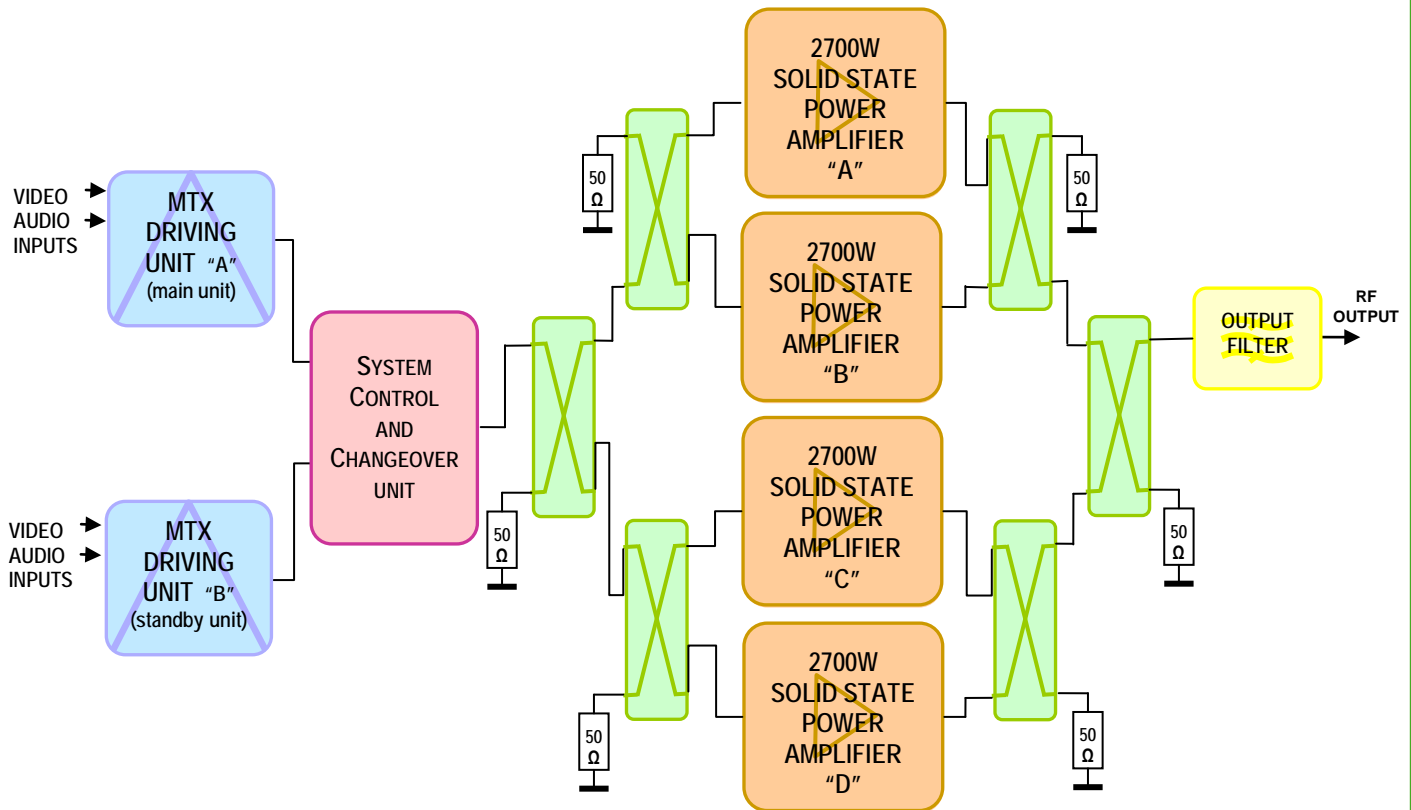 VIDEO
AUDIO
INPUTS
MTX
DRIVING
UNIT “A”
(main unit)
VIDEO
AUDIO
INPUTS
MTX
DRIVING
UNIT “B”
(standby unit)
SYSTEM
CONTROL
AND
CHANGEOVER
UNIT
50
Ω
50
Ω
50
Ω
2700W
SOLID STATE
POWER
AMPLIFIER
“A”
2700W
SOLID STATE
POWER
AMPLIFIER
“B”
2700W
SOLID STATE
POWER
AMPLIFIER
“C”
2700W
SOLID STATE
POWER
AMPLIFIER
“D”
50
Ω
50
Ω
50
Ω
OUTPUT
FILTER
RF
OUTPUT